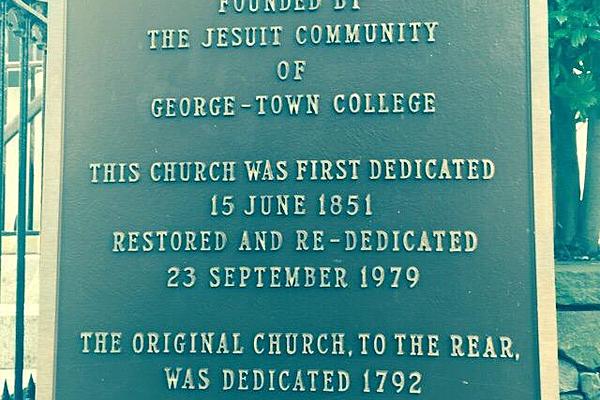 FOUNDED BY
THE JESUIT COMMUNITY
OF
GEORGE-TOWN COLLEGE
THIS CHURCH WAS FIRST DEDICATED
15 JUNE 1851
RESTORED AND RE-DEDICATED
23 SEPTEMBER 1979
THE ORIGINAL CHURCH, TO THE REAR,
WAS DEDICATED 1792